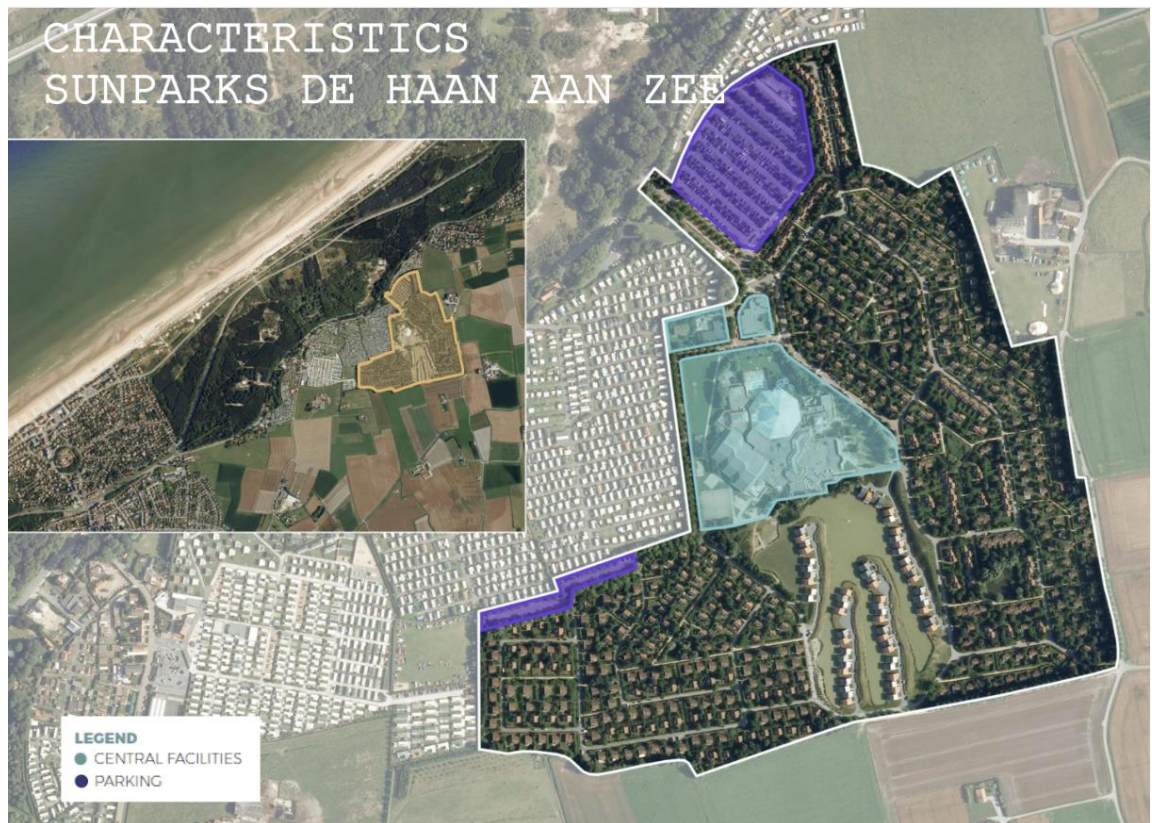 CHARACTERISTICS
SUNPARKS DE HAAN AAN ZEE
LEGEND
CENTRAL FACILITIES
PARKING